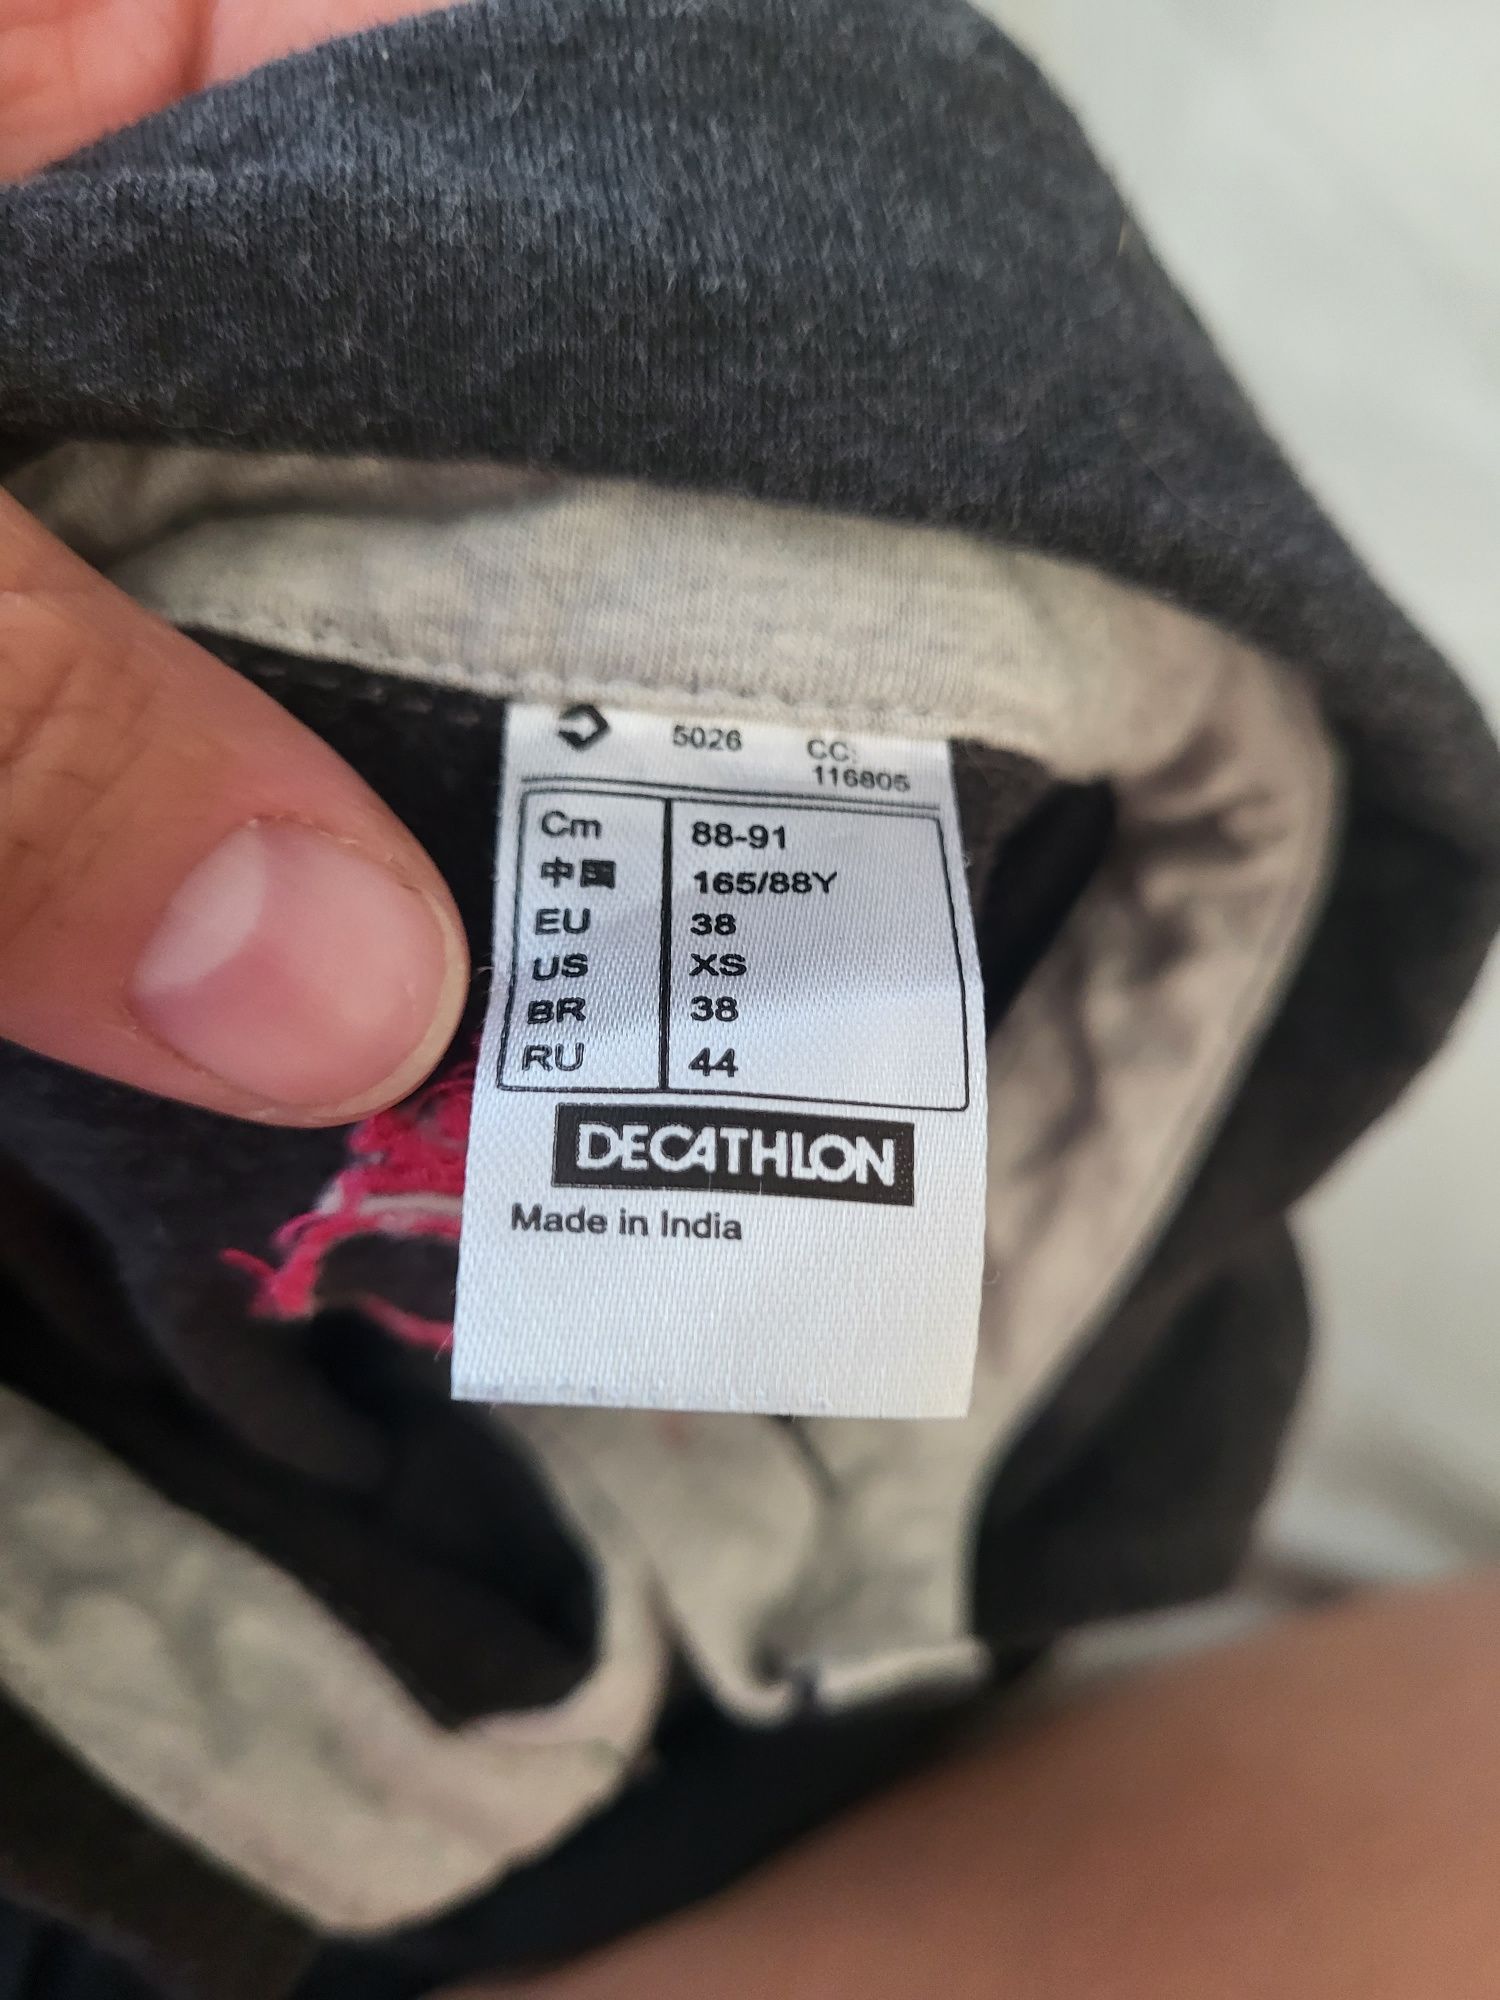 5026 CC:
116805
Cm 88-91
中国 165/88Y
EU 38
US XS
BR 38
RU 44
DECATHLON
Made in India